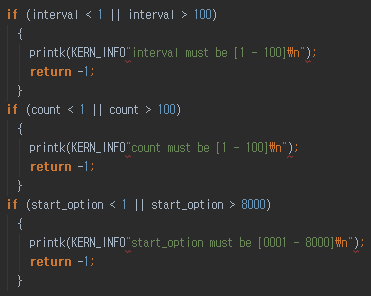 if (interval < 1 || interval > 100)
{
printk(KERN_INFO"interval must be [1 - 100]₩n");
return -1;
}
if (count < 1 || count > 100)
{
printk(KERN_INFO"count must be [1 - 100]₩n");
return -1;
}
if (start_option < 1 || start_option > 8000)
{
printk(KERN_INFO"start_option must be [0001 - 8000]₩n");
return -1;
}